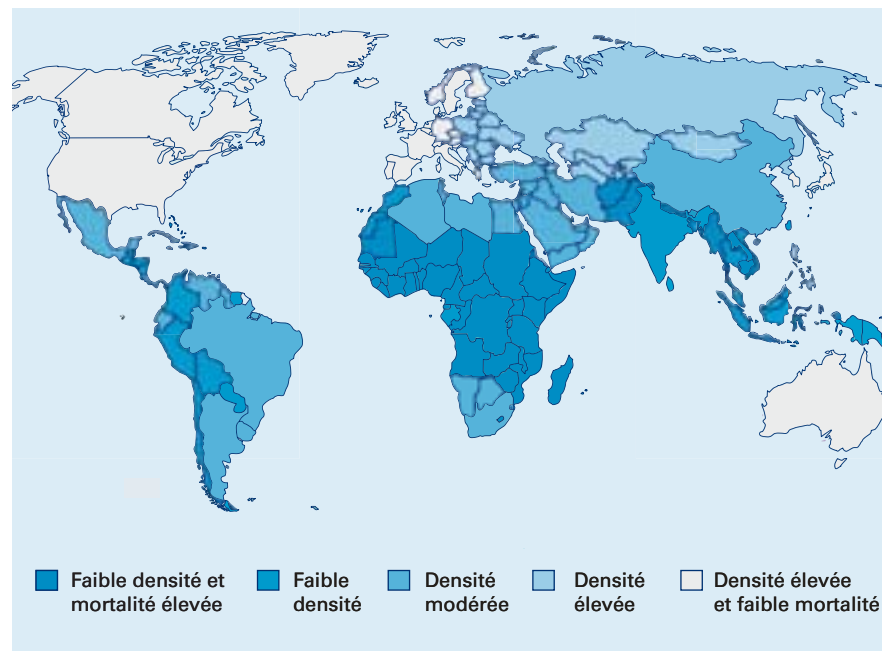 Faible densité et
mortalité élevée
Faible
densité
Densité
modérée
Densité
élevée
Densité élevée
et faible mortalité